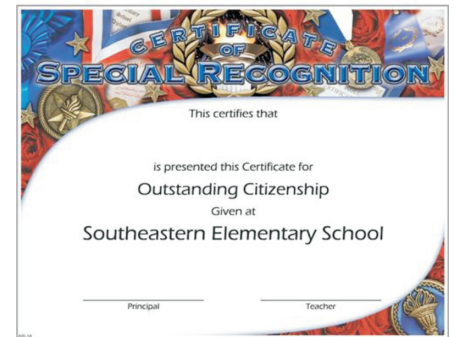 CERTIFICATE
OF
SPECIAL RECOGNITION
This certifies that
is presented this Certificate for
Outstanding Citizenship
Given at
Southeastern Elementary School
Principal
Teacher